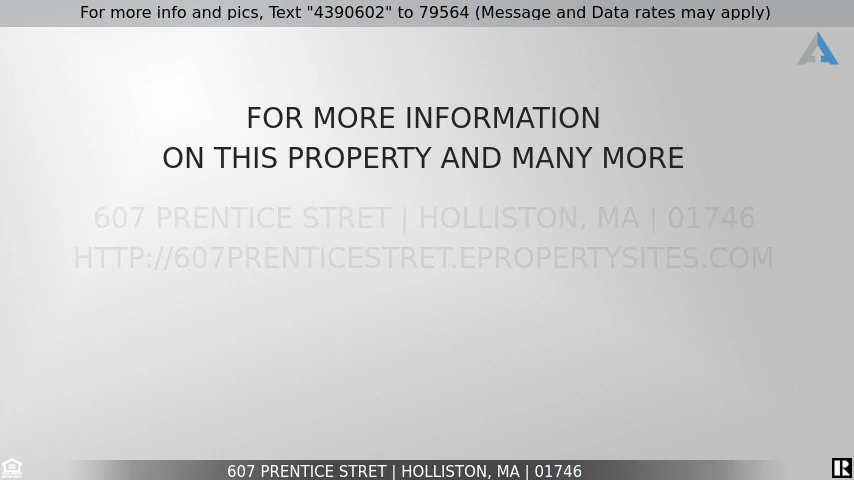 For more info and pics, Text "4390602" to 79564 (Message and Data rates may apply)
FOR MORE INFORMATION
ON THIS PROPERTY AND MANY MORE
607 PRENTICE STRET | HOLLISTON, MA | 01746
HTTP://607PRENTICESTRET.EPROPERTYSITES.COM
607 PRENTICE STRET | HOLLISTON, MA | 01746